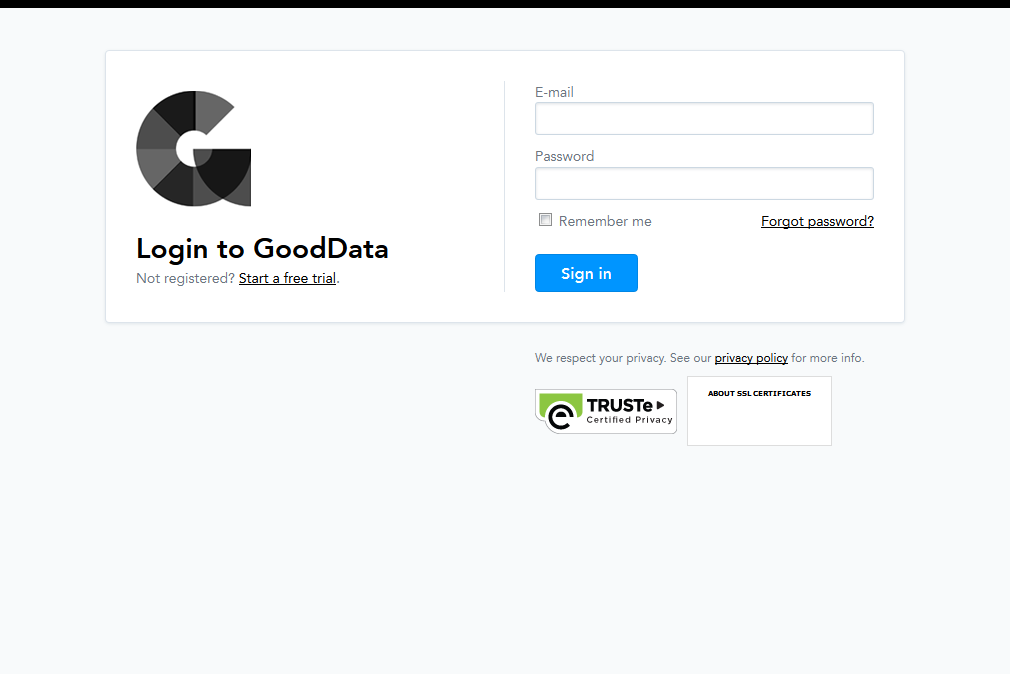 Login to GoodData
Not registered? Start a free trial.
E-mail
Password
Remember me
Forgot password?
Sign in
We respect your privacy. See our privacy policy for more info.
TRUSTe
Certified Privacy
ABOUT SSL CERTIFICATES